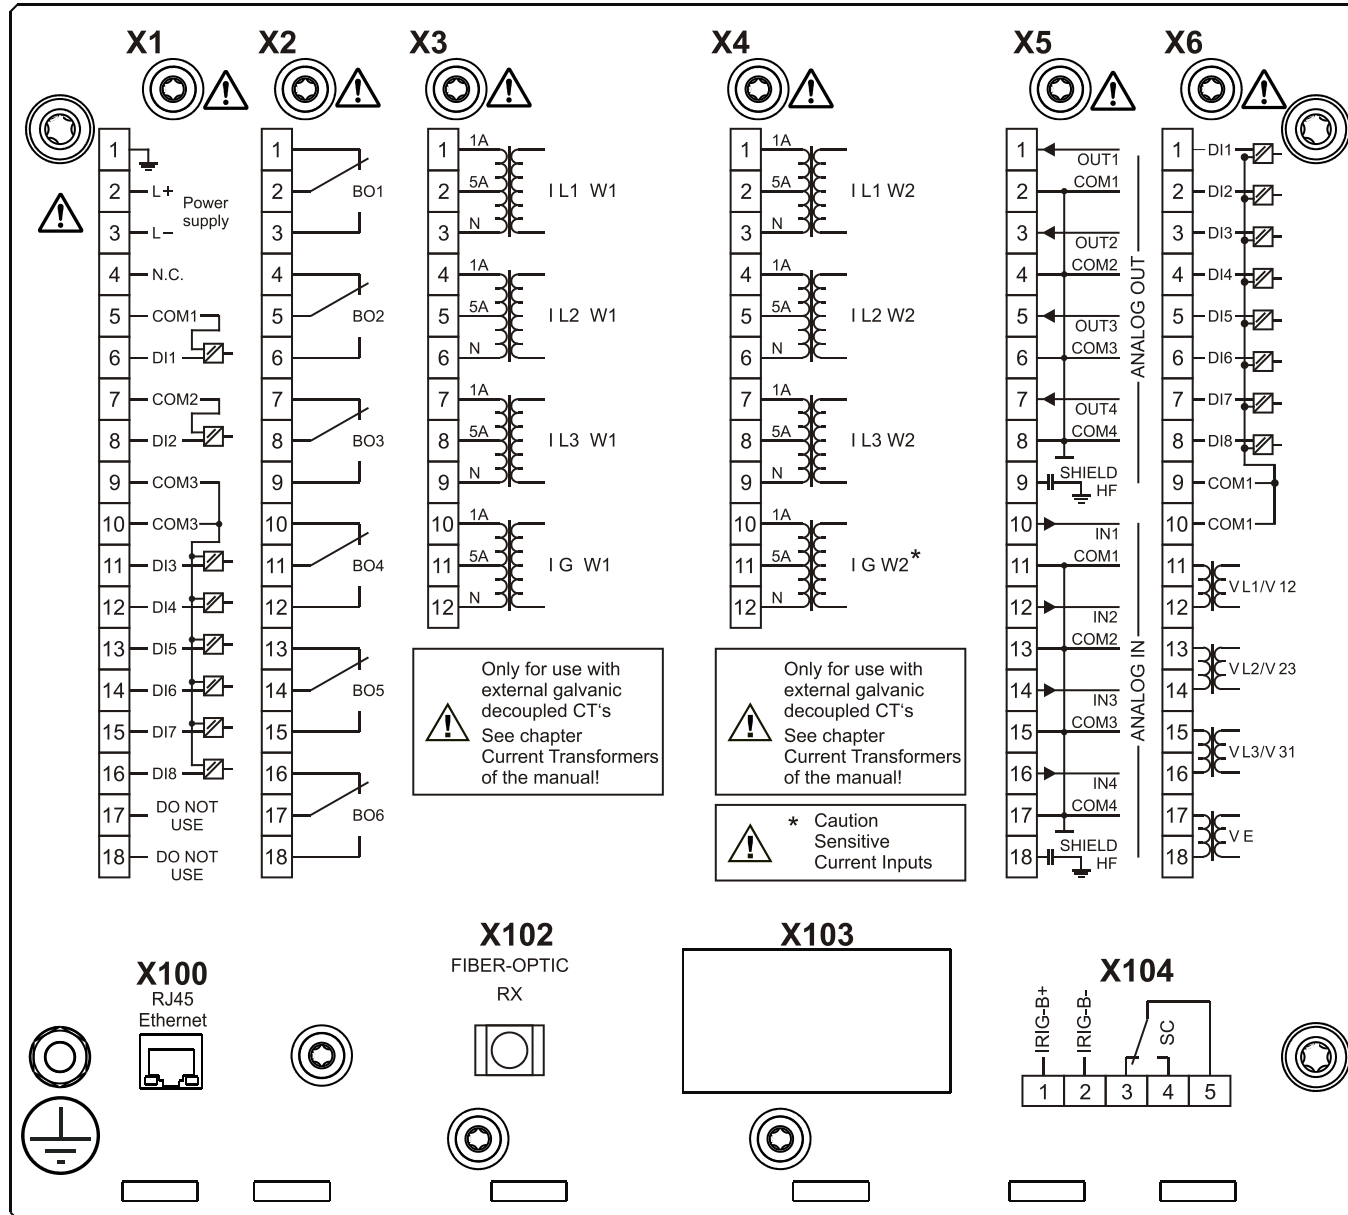 X1
X2
X3
X4
X5
X6
1
2 L+
3 L–
Power
supply
4 N.C.
5 COM1
6 DI1
7 COM2
8 DI2
9 COM3
10 COM3
11 DI3
12 DI4
13 DI5
14 DI6
15 DI7
16 DI8
17 DO NOT
USE
18 DO NOT
USE
1
2 BO1
3
4
5 BO2
6
7
8 BO3
9
10
11 BO4
12
13
14 BO5
15
16
17 BO6
18
1 1A
2 5A I L1 W1
3 N
4 1A
5 5A I L2 W1
6 N
7 1A
8 5A I L3 W1
9 N
10 1A
11 5A I G W1
12 N
Only for use with
external galvanic
decoupled CT's
See chapter
Current Transformers
of the manual!
1 1A
2 5A I L1 W2
3 N
4 1A
5 5A I L2 W2
6 N
7 1A
8 5A I L3 W2
9 N
10 1A
11 5A I G W2*
12 N
Only for use with
external galvanic
decoupled CT's
See chapter
Current Transformers
of the manual!
* Caution
Sensitive
Current Inputs
1 OUT1
2 COM1
3 OUT2
4 COM2
5 OUT3
6 COM3
7 OUT4
8 COM4
9 SHIELD
HF
ANALOG OUT
10 IN1
11 COM1
12 IN2
13 COM2
14 IN3
15 COM3
16 IN4
17 COM4
18 SHIELD
HF
ANALOG IN
1 DI1
2 DI2
3 DI3
4 DI4
5 DI5
6 DI6
7 DI7
8 DI8
9 COM1
10 COM1
11
12 V L1/V 12
13
14 V L2/V 23
15
16 V L3/V 31
17
18 V E
X100
RJ45
Ethernet
X102
FIBER-OPTIC
RX
X103
X104
IRIG-B+
IRIG-B-
SC
1 2 3 4 5